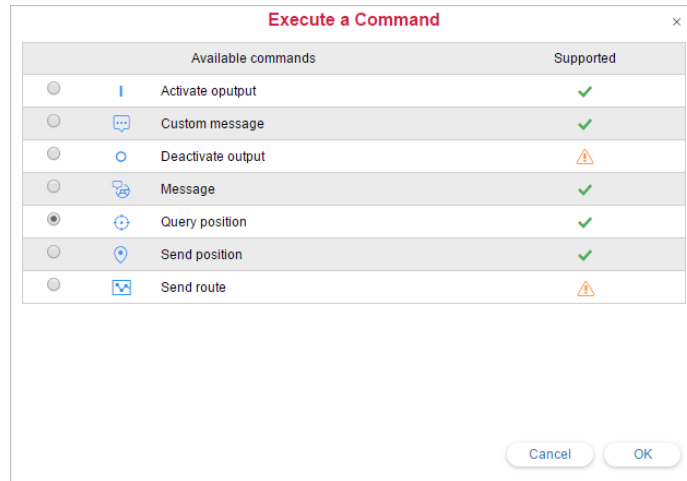 Execute a Command
×
Available commands Supported
Activate oputput
Custom message
Deactivate output
Message
Query position
Send position
Send route
Cancel OK